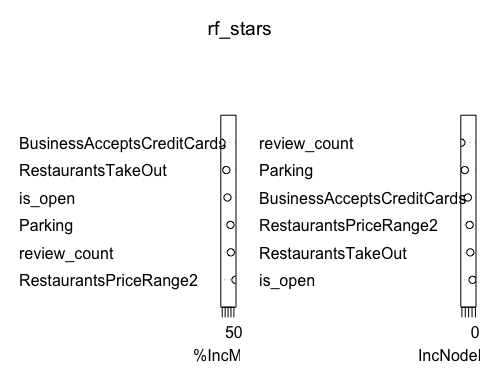 rf_stars
BusinessAcceptsCreditCards
RestaurantsTakeOut
is_open
Parking
review_count
RestaurantsPriceRange2
50
%IncM
review_count
Parking
BusinessAcceptsCreditCards
RestaurantsPriceRange2
RestaurantsTakeOut
is_open
0
IncNodeI